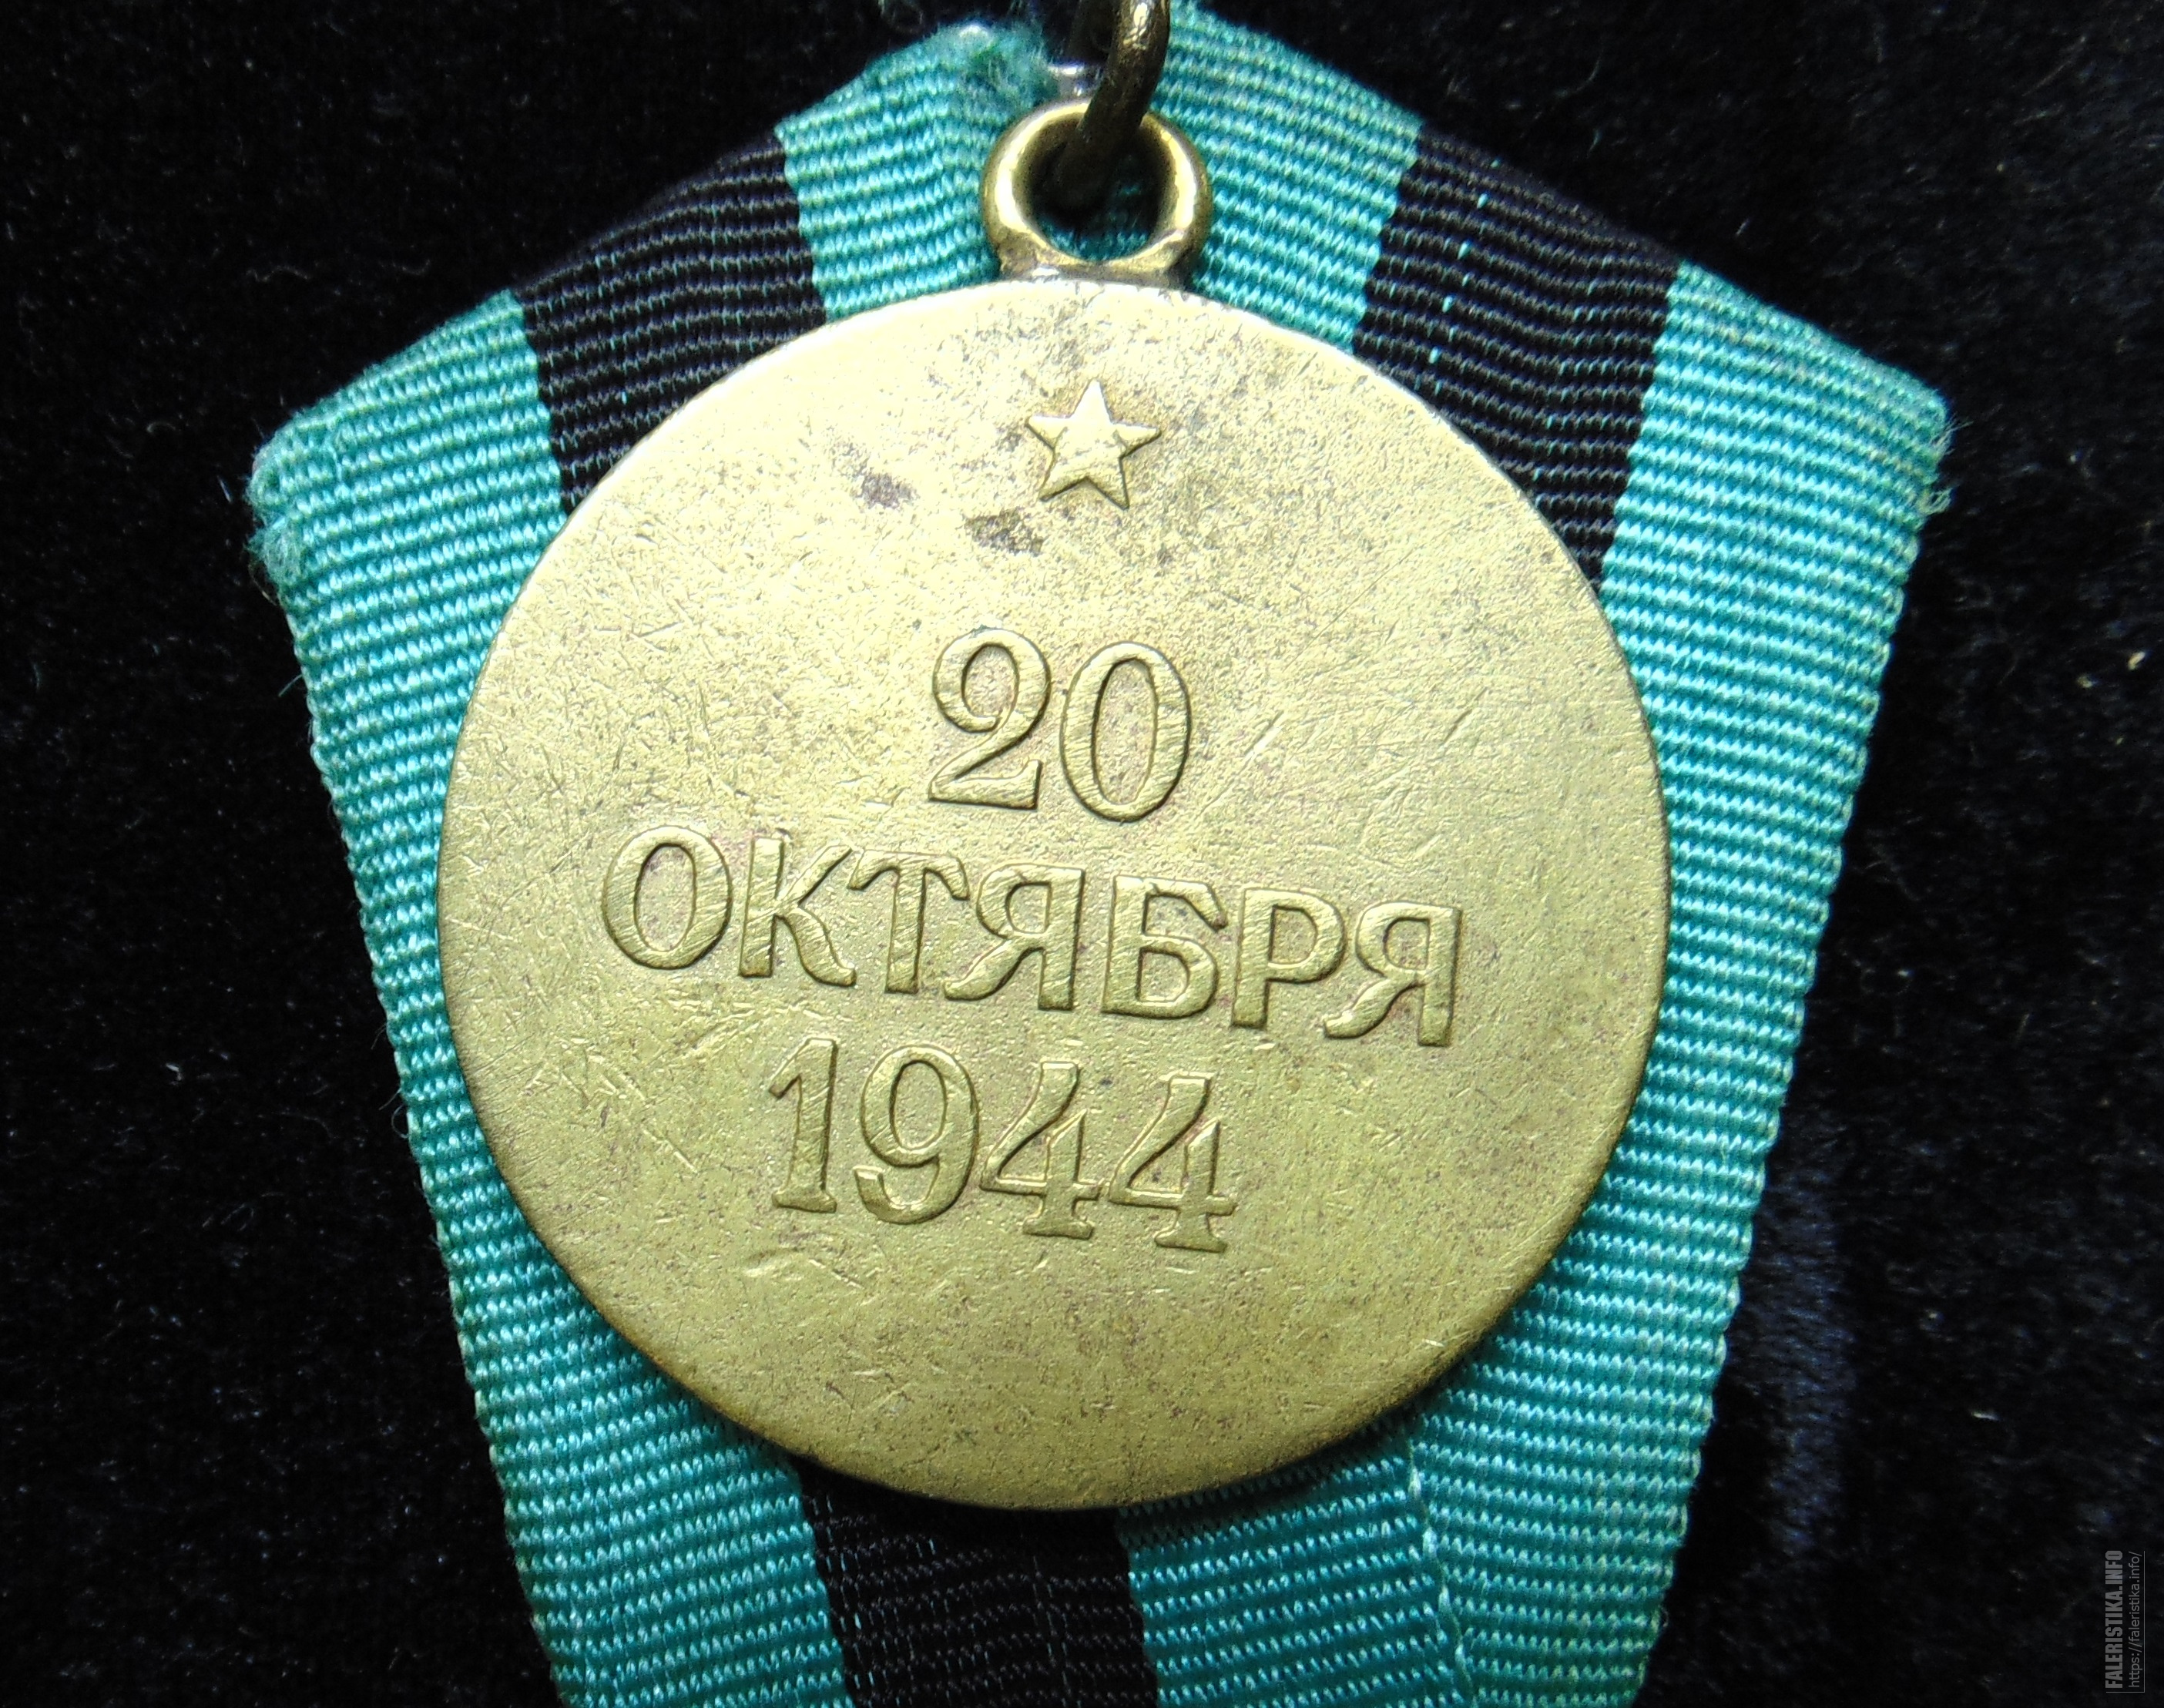 20
ОКТЯБРЯ
1944
FALERISTIKA.INFO
https://faleristika.info/